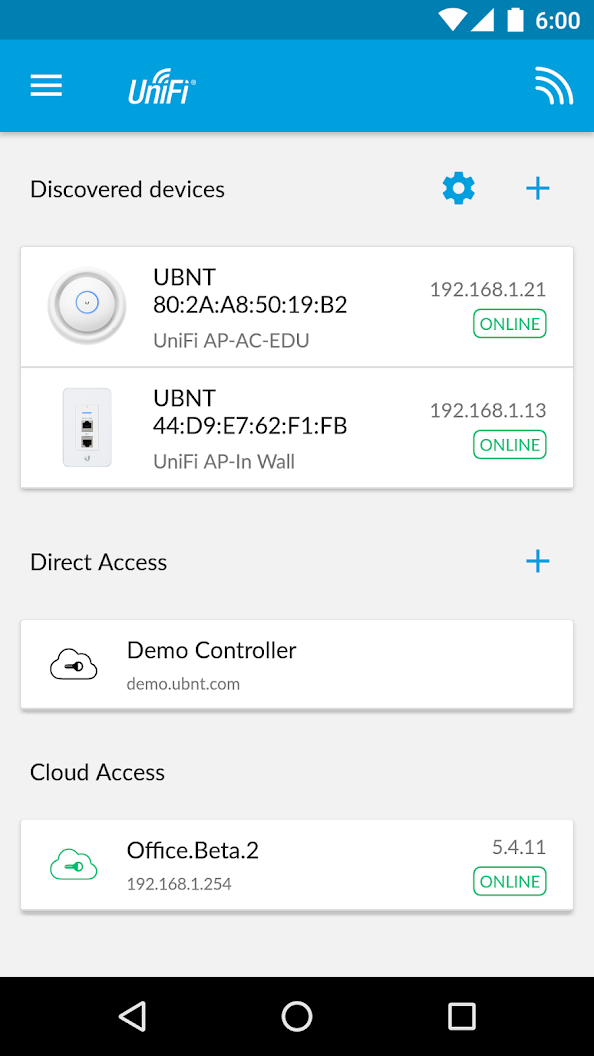 6:00
UniFi®
Discovered devices
UBNT
80:2A:A8:50:19:B2
192.168.1.21
UniFi AP-AC-EDU
ONLINE
UBNT
44:D9:E7:62:F1:FB
192.168.1.13
UniFi AP-In Wall
ONLINE
Direct Access
Demo Controller
demo.ubnt.com
Cloud Access
Office.Beta.2
5.4.11
192.168.1.254
ONLINE